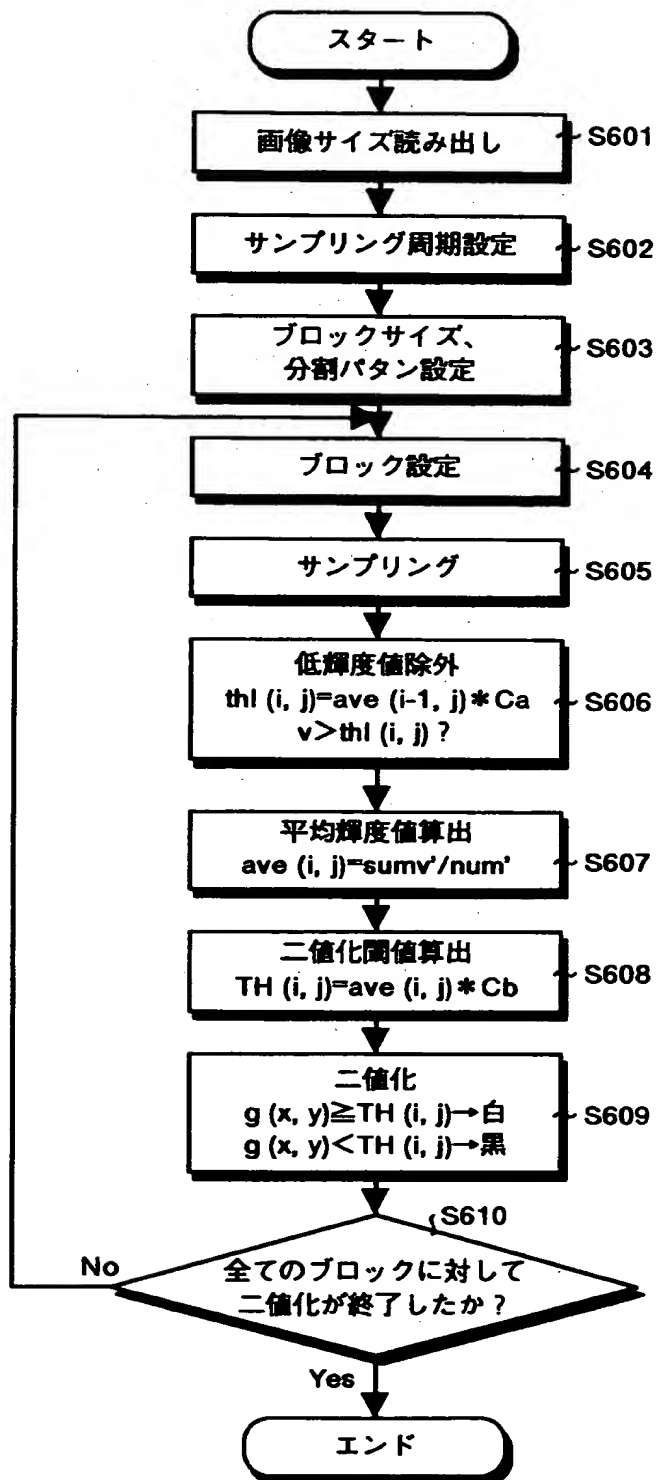 スタート
画像サイズ読み出し
S601
サンプリング周期設定
S602
ブロックサイズ、
分割パタン設定
S603
ブロック設定
S604
サンプリング
S605
低輝度値除外
thl (i, j)=ave (i-1, j)*Ca
v>thl (i, j) ?
S606
平均輝度値算出
ave (i, j)=sumv'/num'
S607
二値化閾値算出
TH (i, j)=ave (i, j)*Cb
S608
二値化
g (x, y)≧TH (i, j)→白
g (x, y)<TH (i, j)→黒
S609
S610
全てのブロックに対して
二値化が終了したか?
No
Yes
エンド